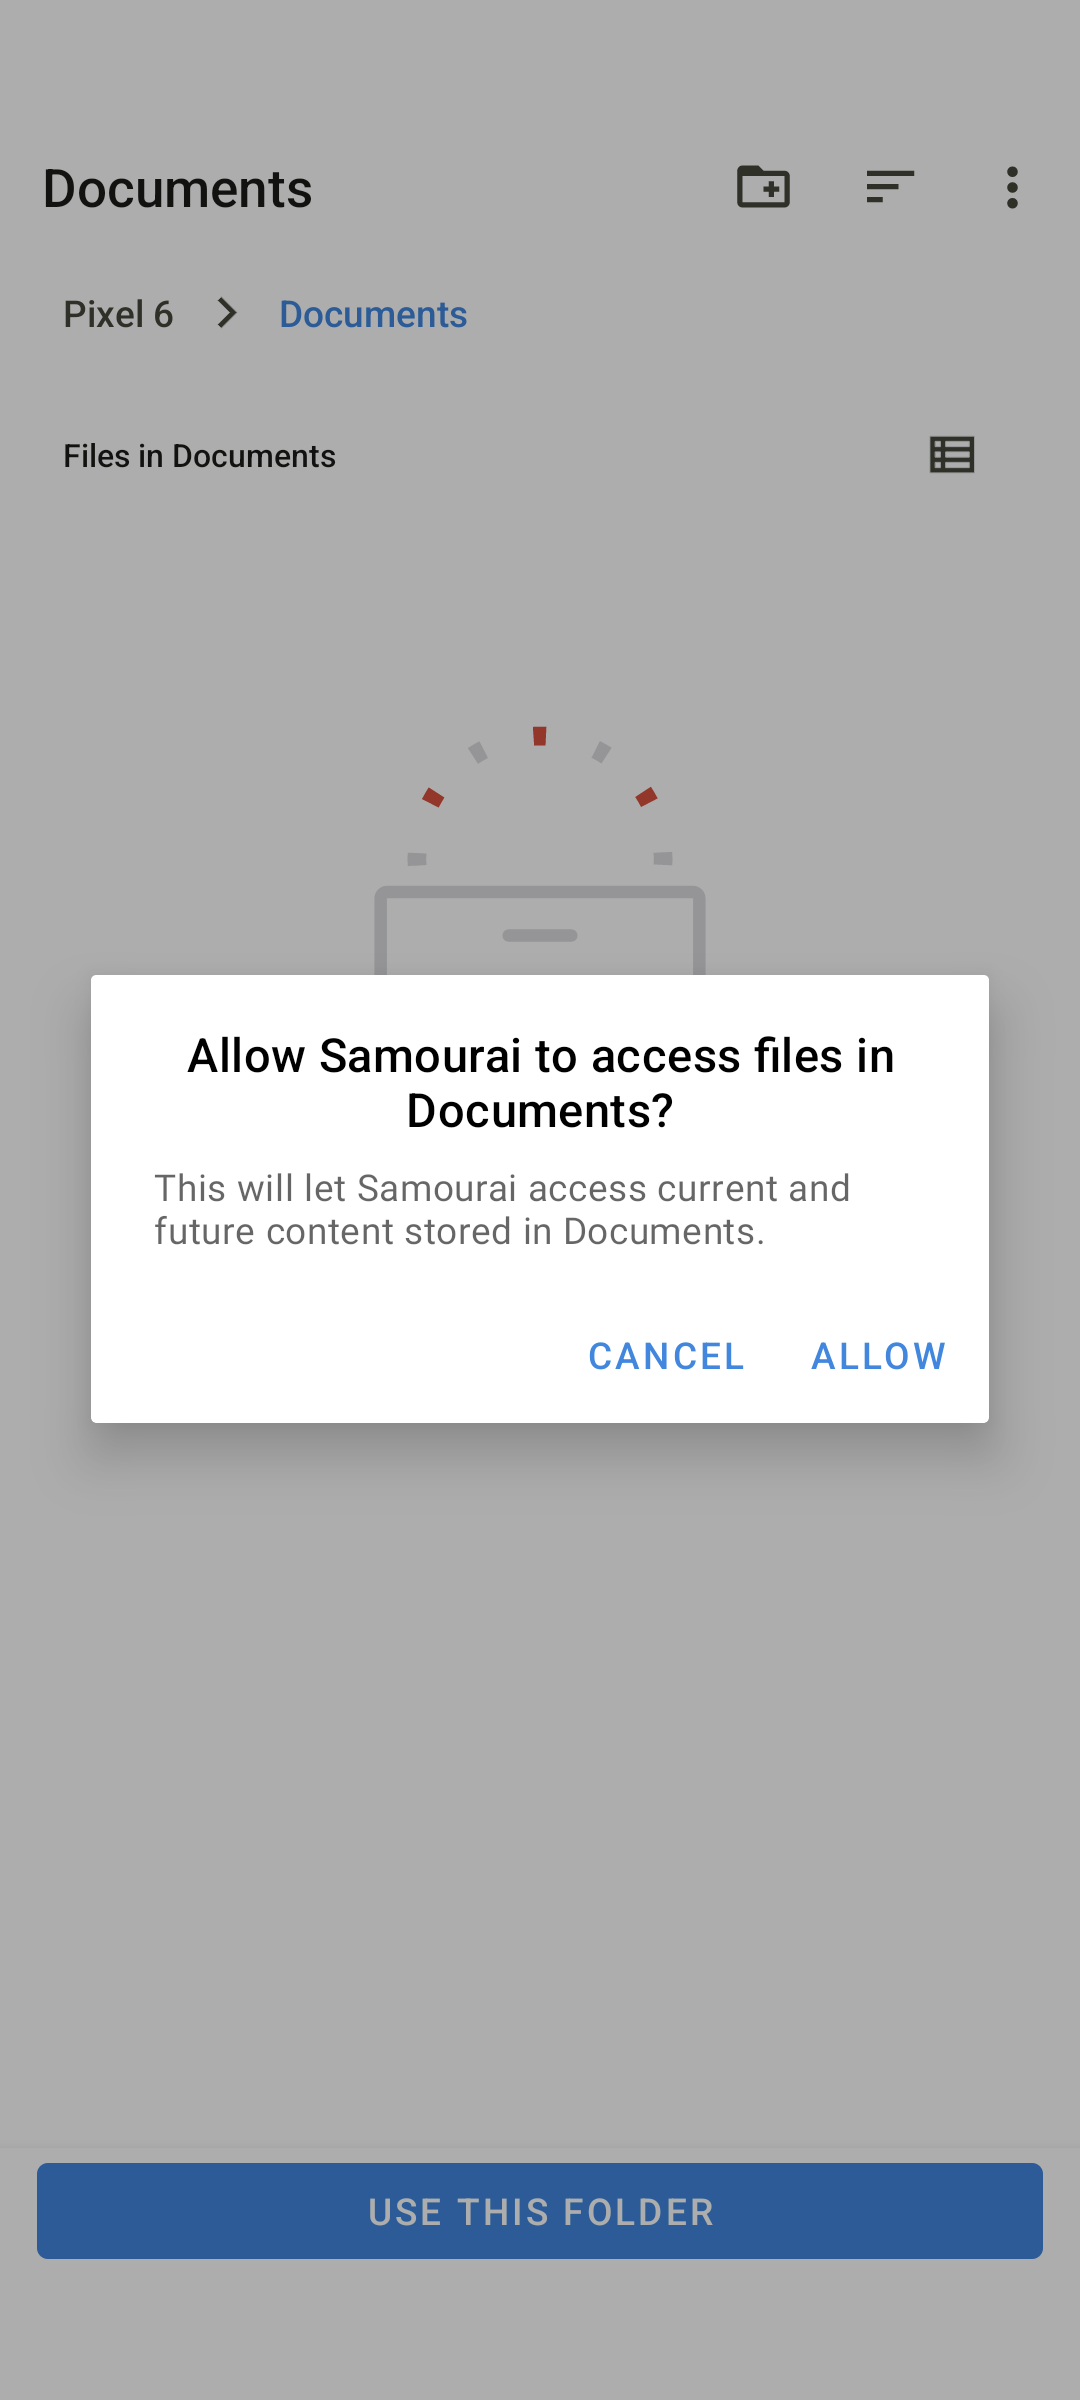 Documents
Pixel 6 Documents
Files in Documents
Allow Samourai to access files in
Documents?
This will let Samourai access current and
future content stored in Documents.
CANCEL ALLOW
USE THIS FOLDER